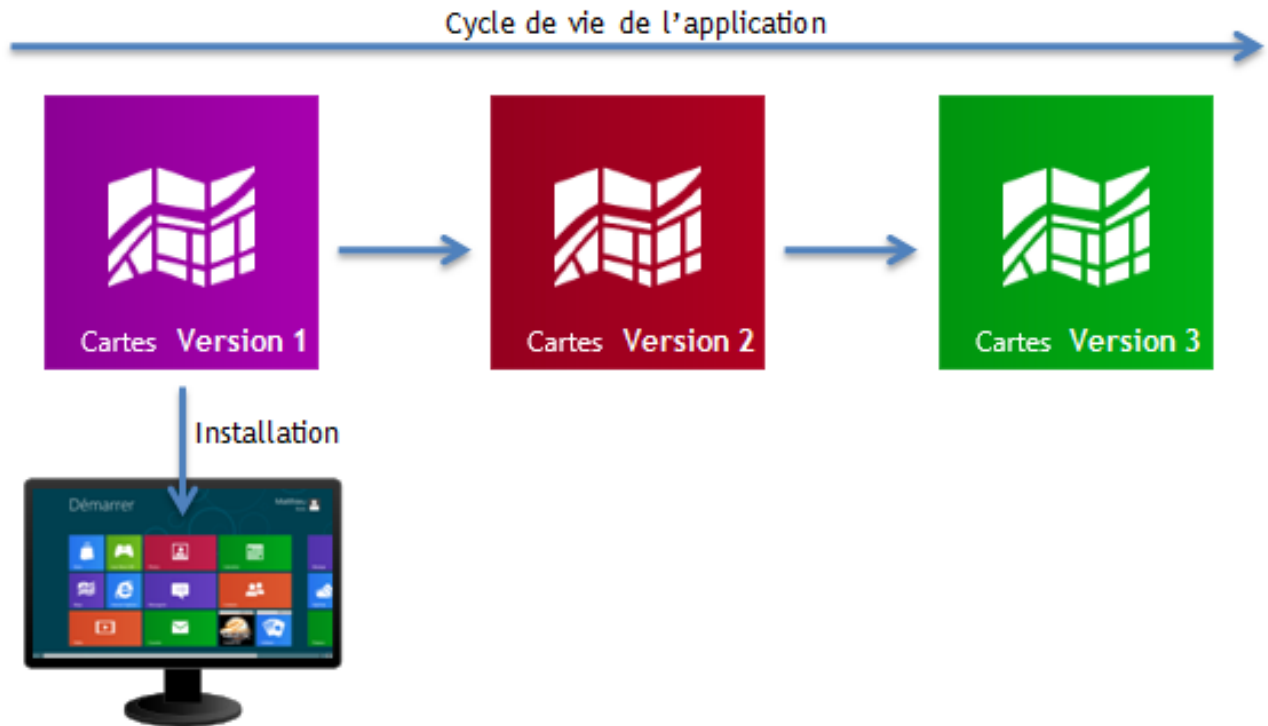 Cycle de vie de l’application
Cartes Version 1
Cartes Version 2
Cartes Version 3
Installation
Démarrer